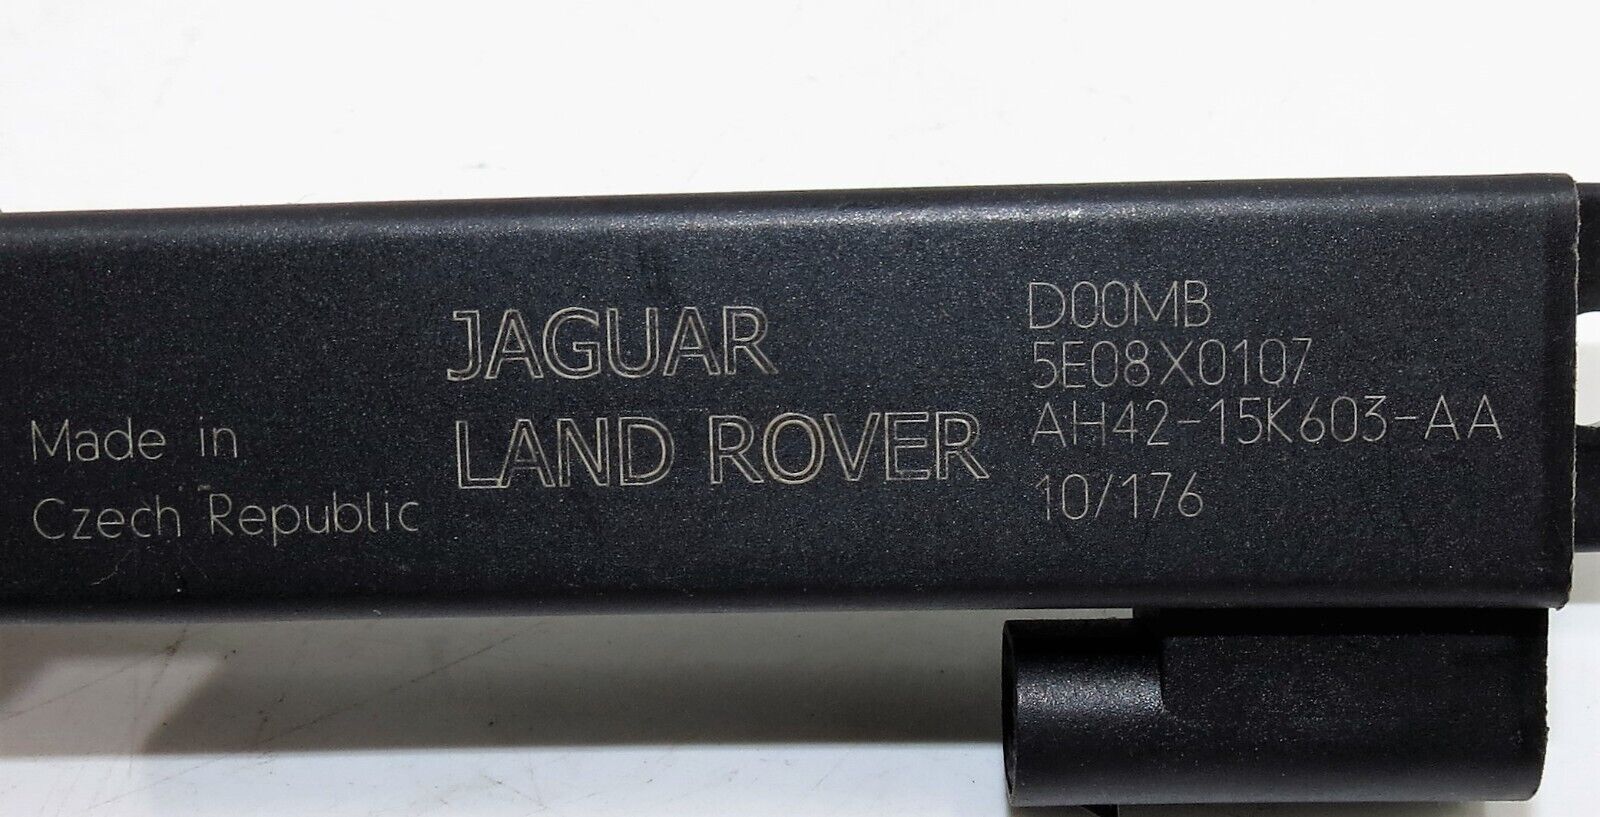 Made in
Czech Republic
JAGUAR
LAND ROVER
D00MB
5E08X0107
AH42-15K603-AA
10/176